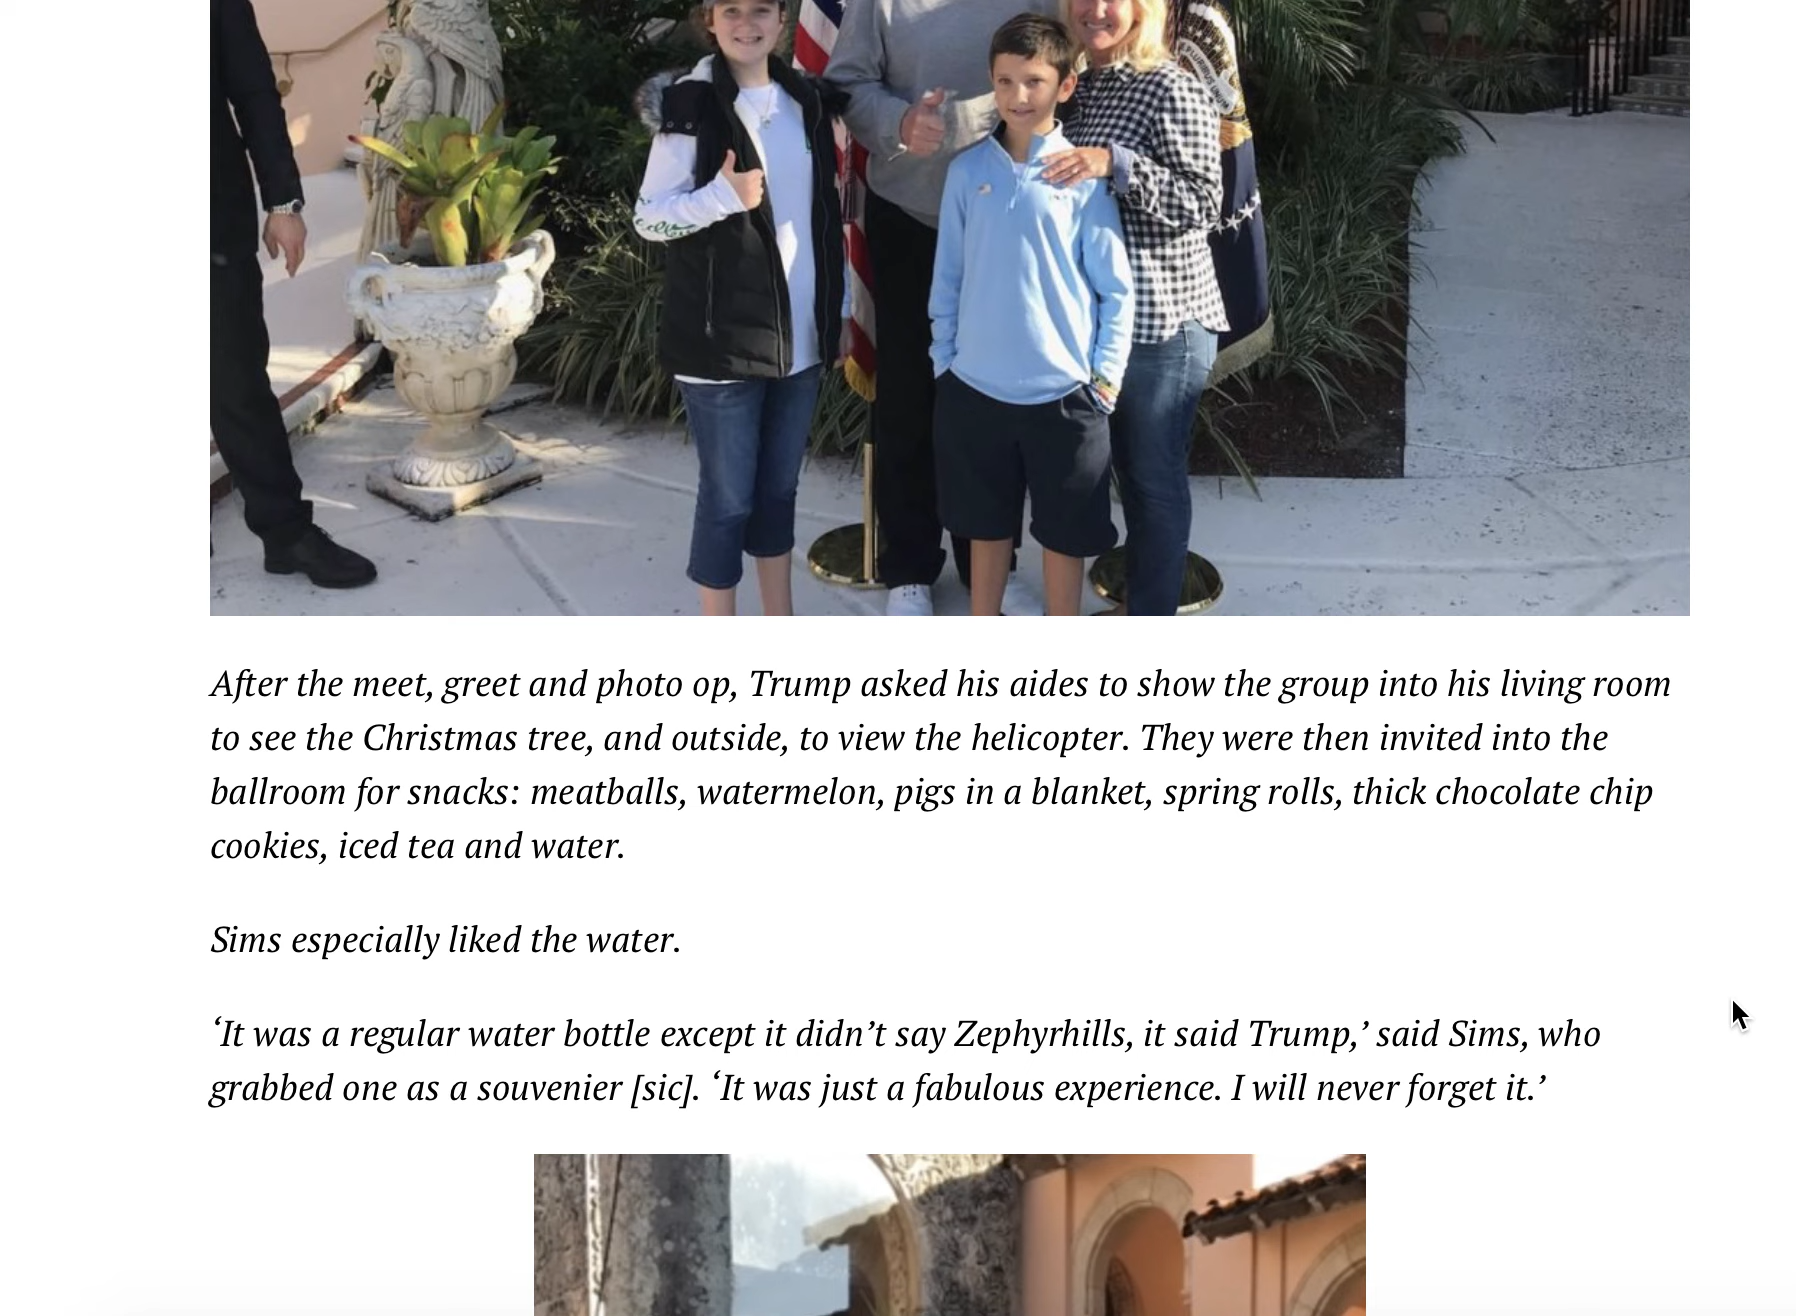 After the meet, greet and photo op, Trump asked his aides to show the group into his living room
to see the Christmas tree, and outside, to view the helicopter. They were then invited into the
ballroom for snacks: meatballs, watermelon, pigs in a blanket, spring rolls, thick chocolate chip
cookies, iced tea and water.
Sims especially liked the water.
‘It was a regular water bottle except it didn’t say Zephyrhills, it said Trump,’ said Sims, who
grabbed one as a souvenier [sic]. ‘It was just a fabulous experience. I will never forget it.’